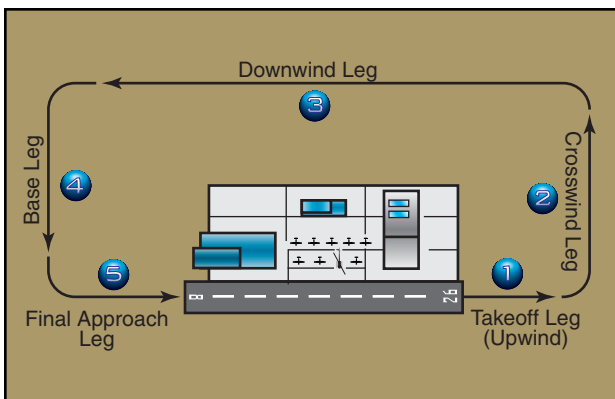 Downwind Leg
3
Crosswind Leg
2
Base Leg
4
5
1
8
26
Final Approach
Leg
Takeoff Leg
(Upwind)